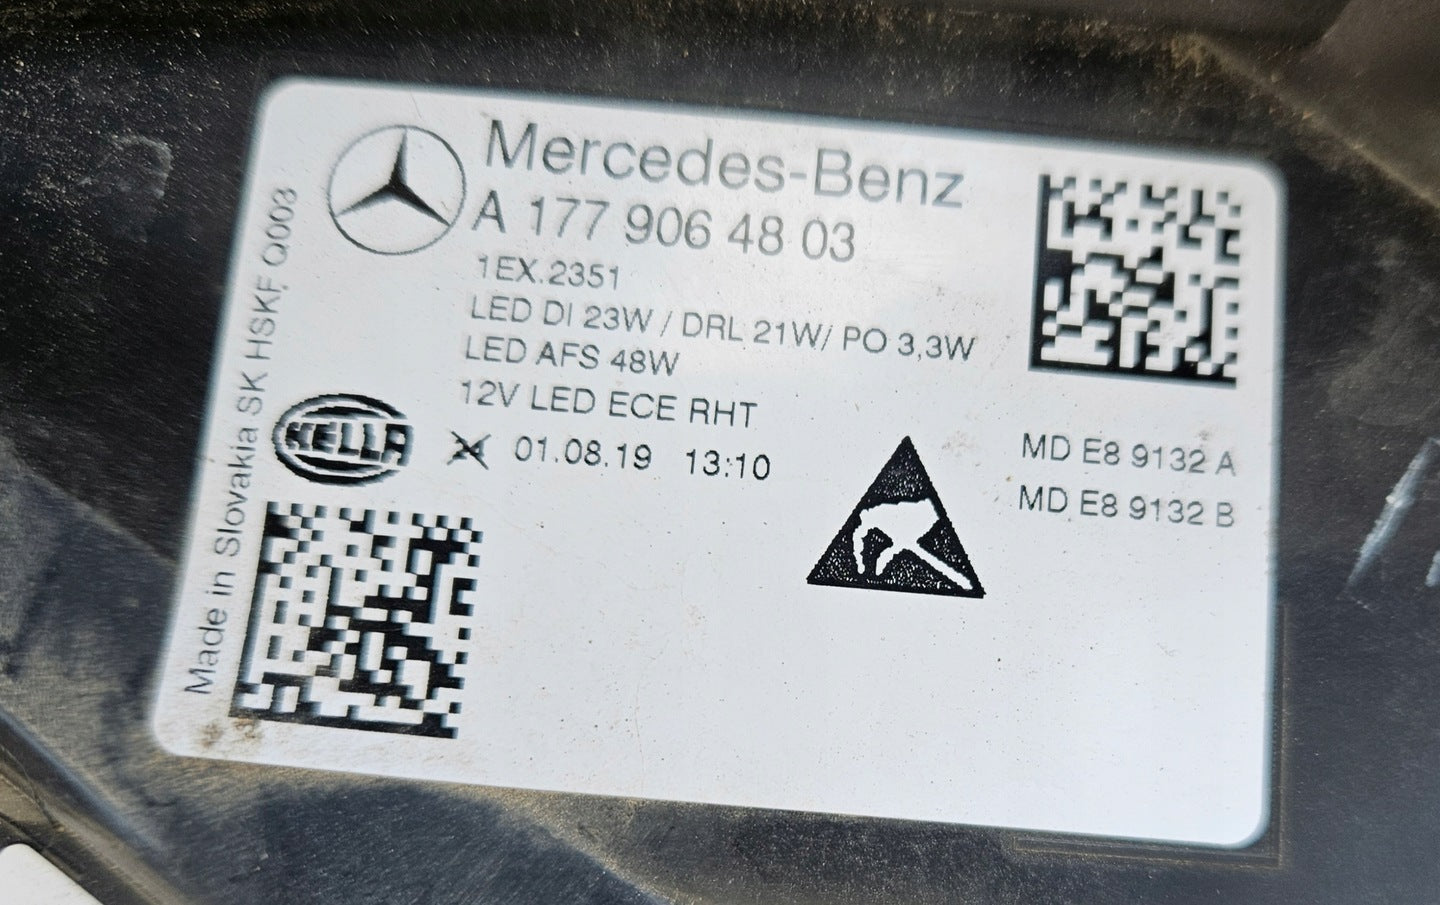 Mercedes-Benz
A 177 906 48 03
1EX.2351
LED DI 23W / DRL 21W/ PO 3,3W
LED AFS 48W
12V LED ECE RHT
HELLA
01.08.19 13:10
MD E8 9132 A
MD E8 9132 B
Made in Slovakia SK HSKF Q003